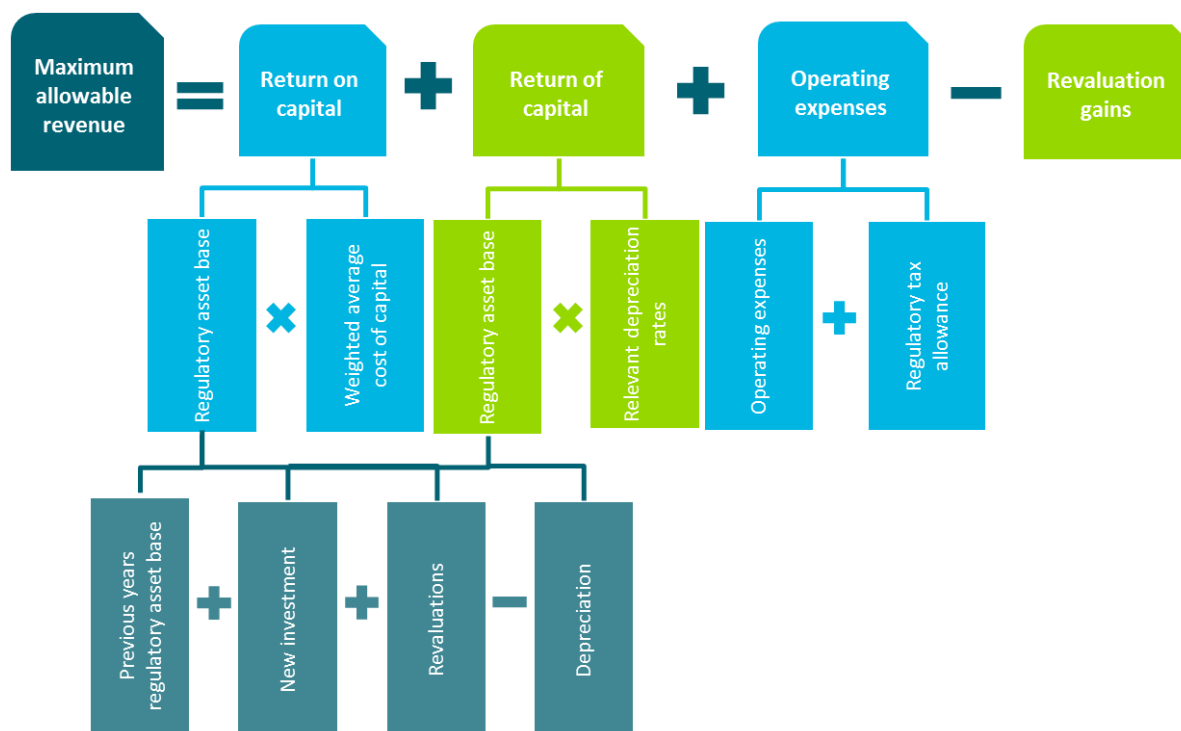 Maximum
allowable
revenue
=
Return on
capital
+
Return of
capital
+
Operating
expenses
−
Revaluation
gains
Regulatory asset base
×
Weighted average
cost of capital
Regulatory asset base
×
Relevant depreciation
rates
Operating expenses
+
Regulatory tax
allowance
Previous years
regulatory asset base
+
New investment
+
Revaluations
−
Depreciation